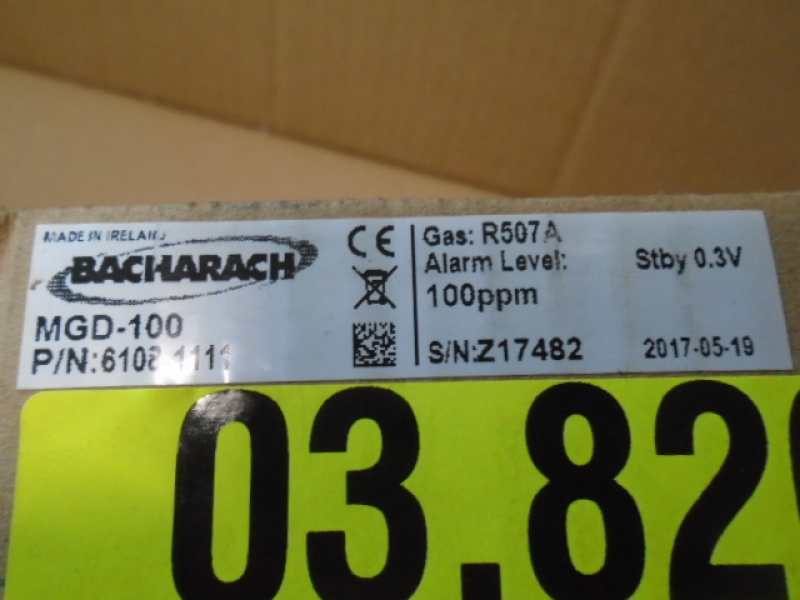 MADE IN IRELAND
BACHARACH
CE
MGD-100
Gas: R507A
Alarm Level:
100ppm
Stby 0.3V
S/N:Z17482
2017-05-19
03.82